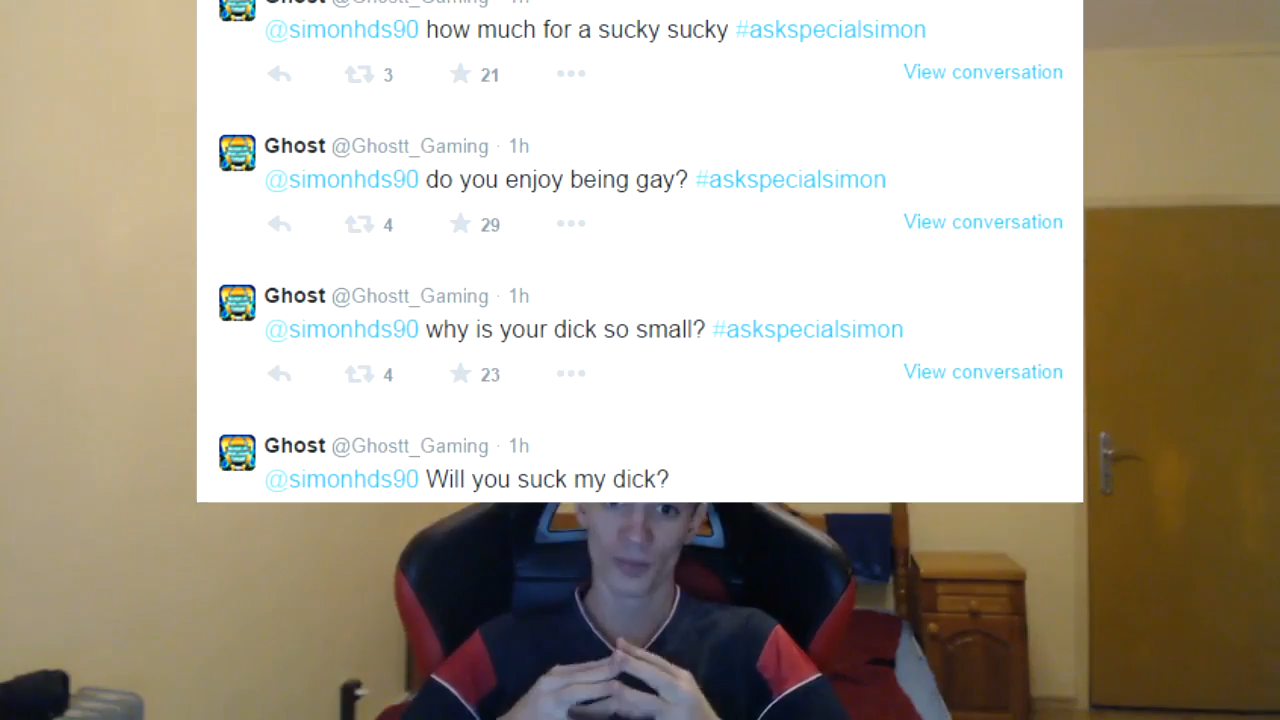 @simonhds90 how much for a sucky sucky #askspecialsimon
3 21 View conversation
Ghost @Ghostt_Gaming · 1h
@simonhds90 do you enjoy being gay? #askspecialsimon
4 29 View conversation
Ghost @Ghostt_Gaming · 1h
@simonhds90 why is your dick so small? #askspecialsimon
4 23 View conversation
Ghost @Ghostt_Gaming · 1h
@simonhds90 Will you suck my dick?